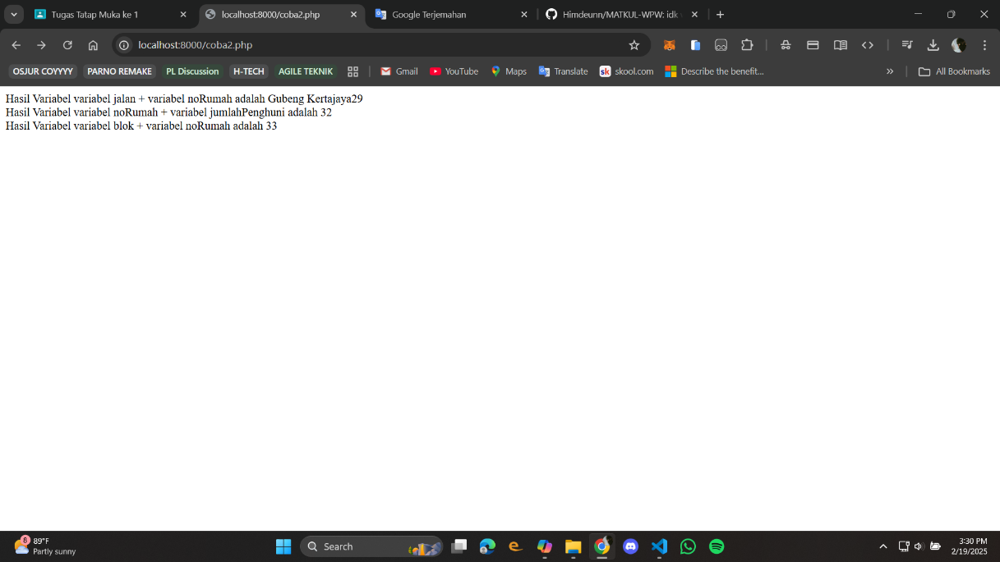 Tugas Tatap Muka ke 1
localhost:8000/coba2.php
Google Terjemahan
Himdeunn/MATKUL-WPW: idk
localhost:8000/coba2.php
OSJUR COYYYY
PARNO REMAKE
PL Discussion
H-TECH
AGILE TEKNIK
Gmail
YouTube
Maps
Translate
sk skool.com
Describe the benefit...
All Bookmarks
Hasil Variabel variabel jalan + variabel noRumah adalah Gubeng Kertajaya29
Hasil Variabel variabel noRumah + variabel jumlahPenghuni adalah 32
Hasil Variabel variabel blok + variabel noRumah adalah 33
8
89°F
Partly sunny
Search
3:30 PM
2/19/2025